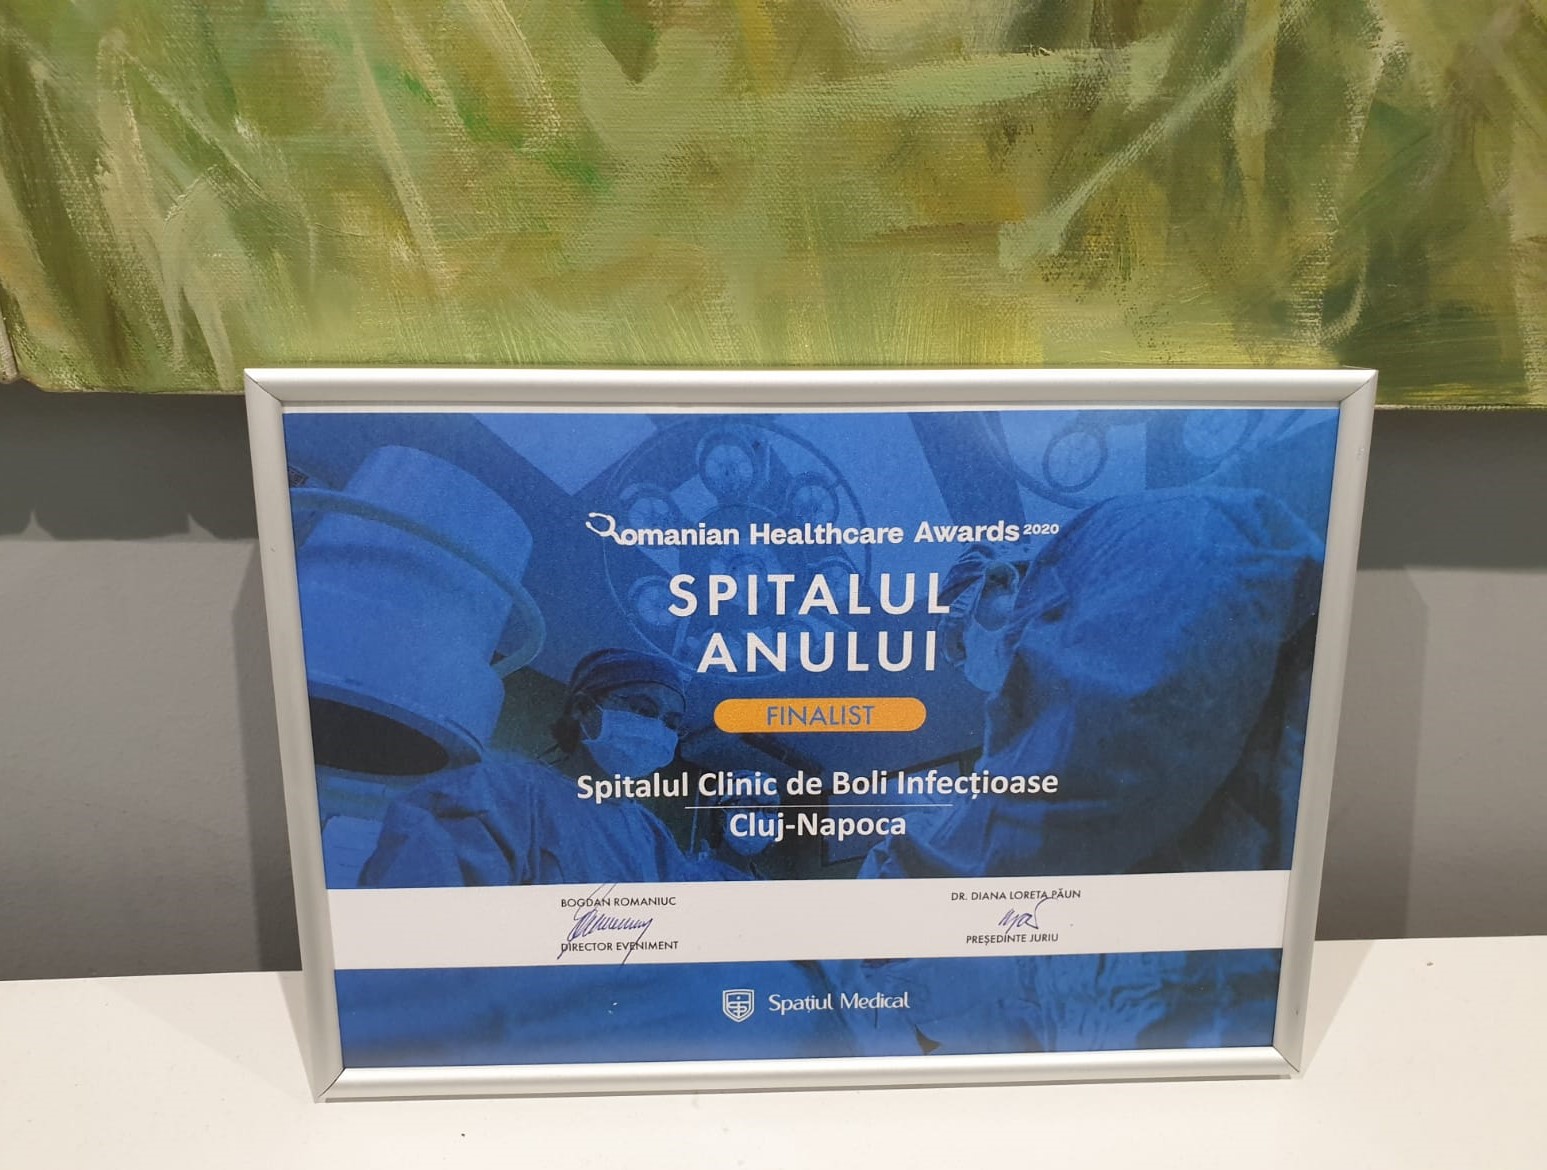 Romanian Healthcare Awards 2020
SPITALUL
ANULUI
FINALIST
Spitalul Clinic de Boli Infecțioase
Cluj-Napoca
BOGDAN ROMANIUC
DIRECTOR EVENIMENT
DR. DIANA LORETA PĂUN
PREȘEDINTE JURIU
Spațiul Medical